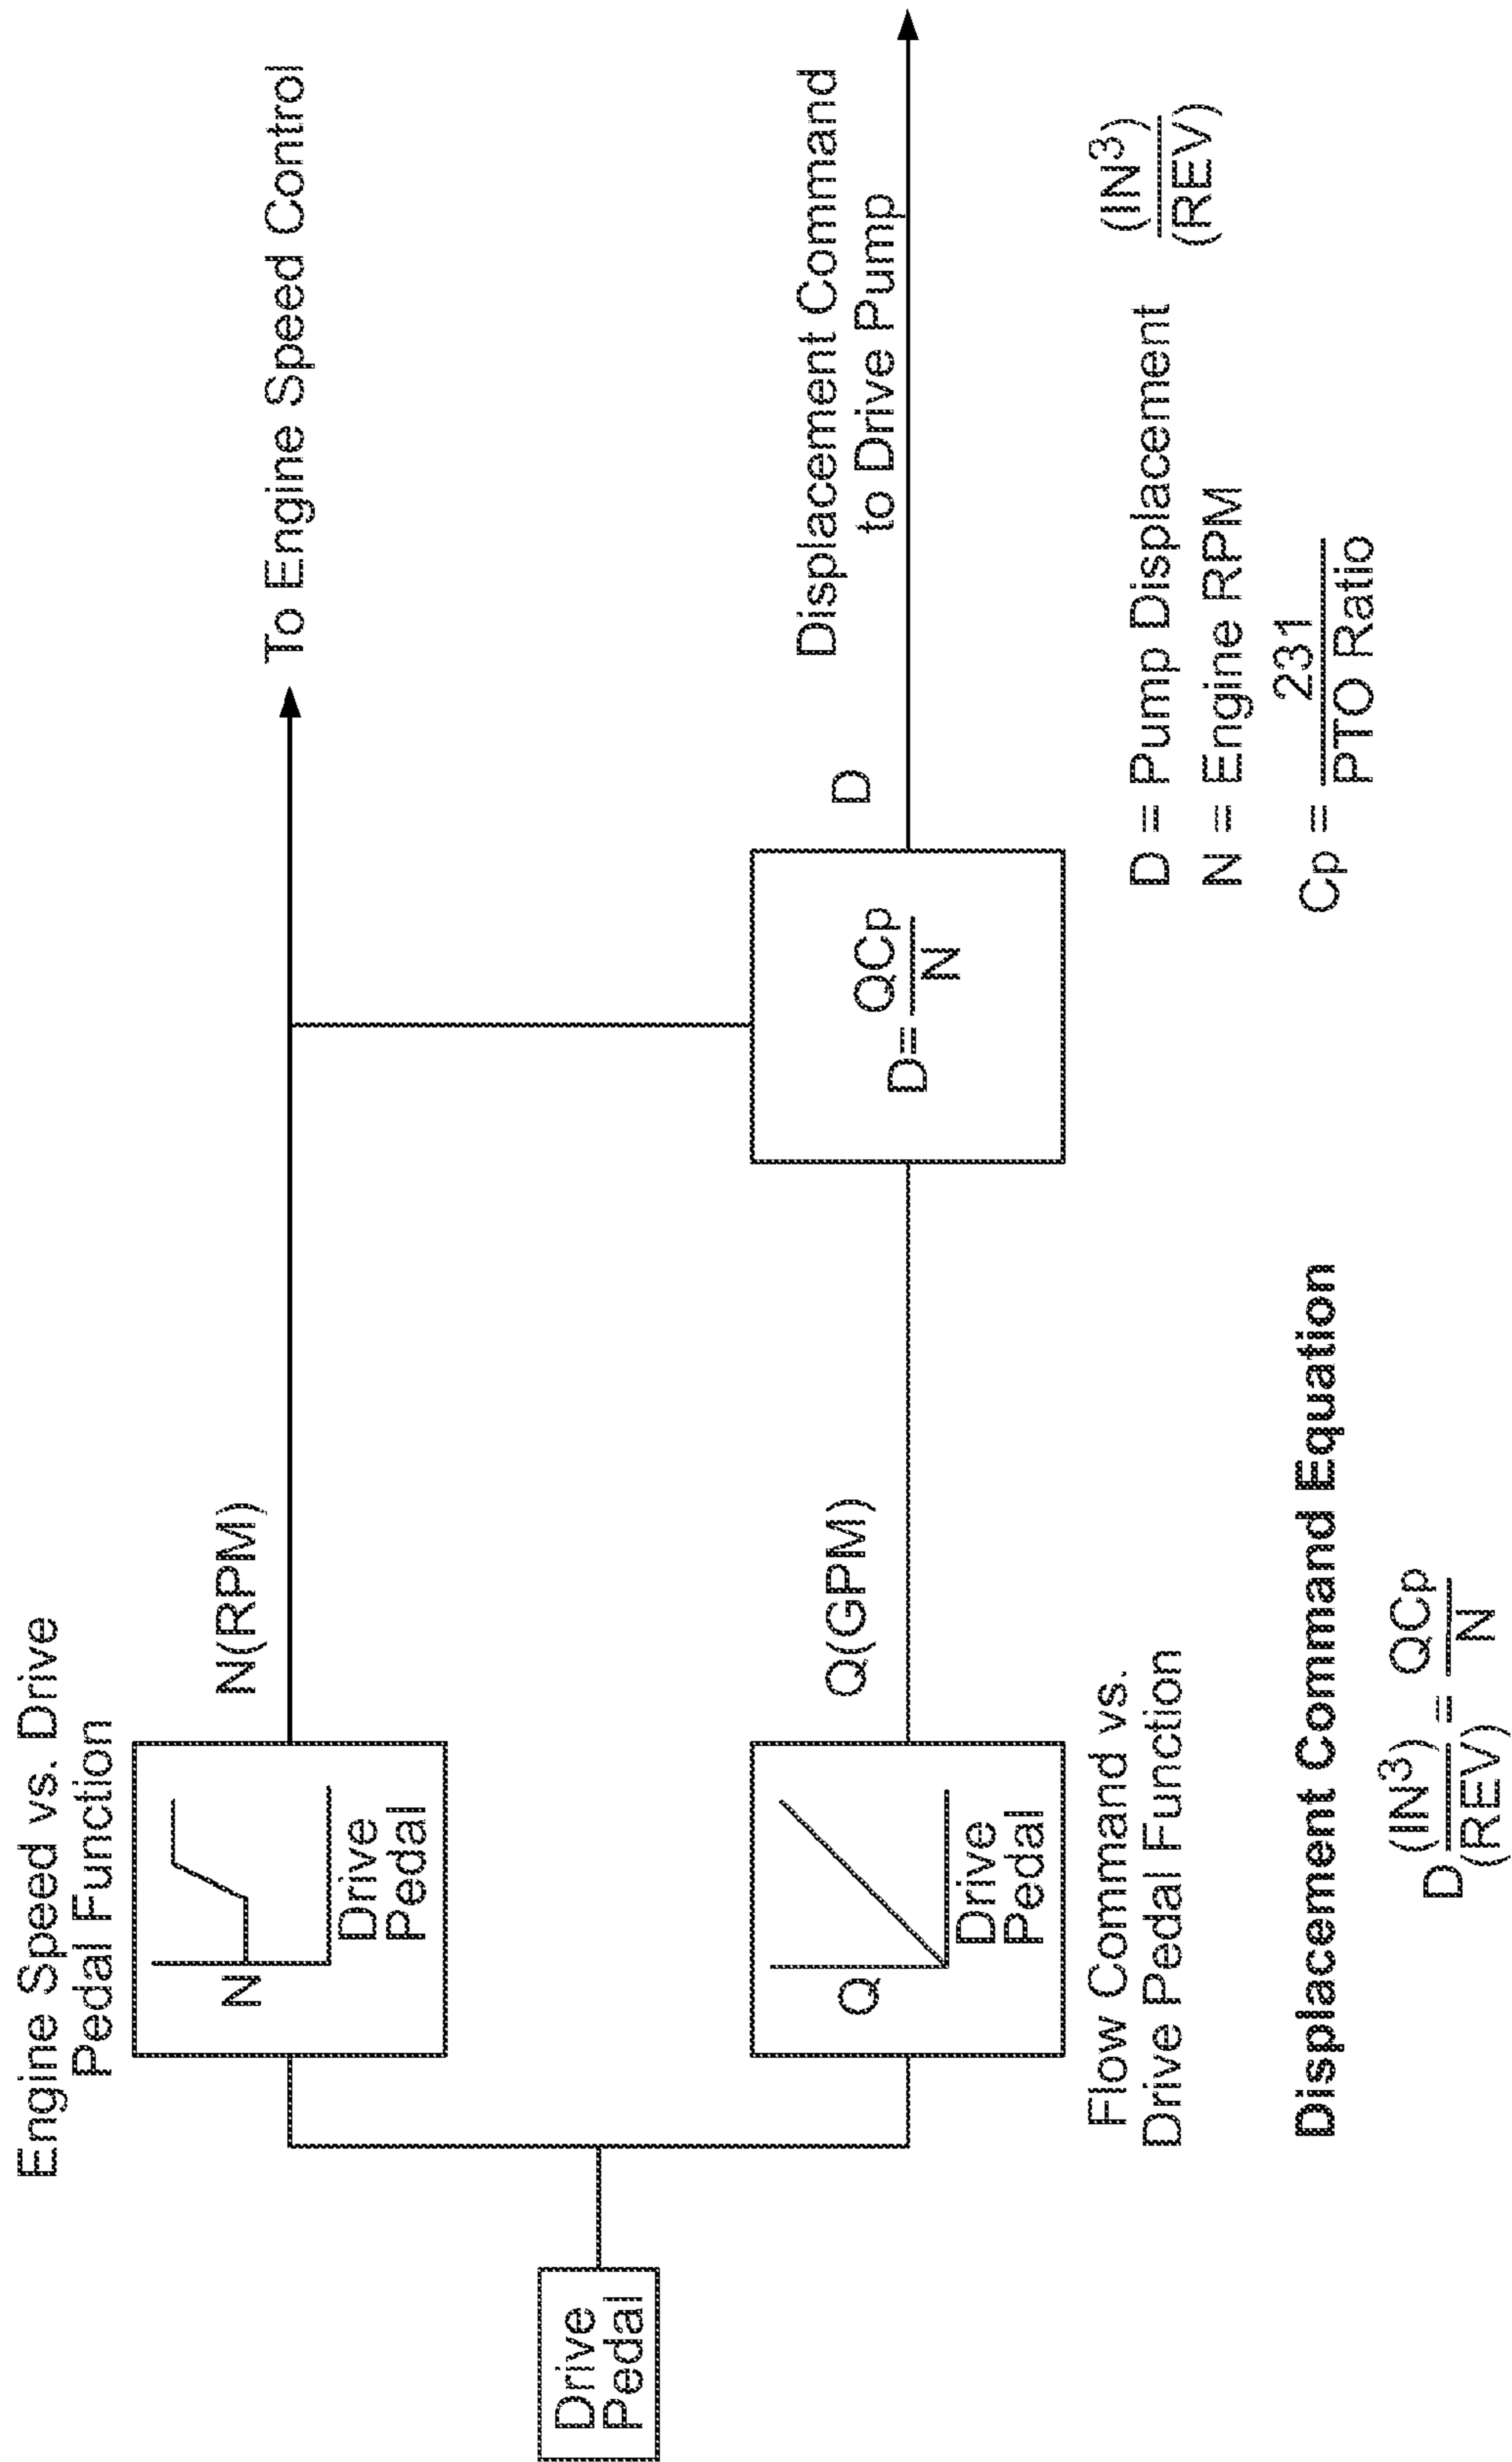 Engine Speed vs. Drive
Pedal Function
N
Drive
Pedal
N(RPM)
To Engine Speed Control
Drive
Pedal
Q
Drive
Pedal
Q(GPM)
D= QCp
N
D
Displacement Command
to Drive Pump
Flow Command vs.
Drive Pedal Function
D = Pump Displacement (IN³)
(REV)
N = Engine RPM
Cp = 231
PTO Ratio
Displacement Command Equation
D (IN³) = QCp
(REV) N